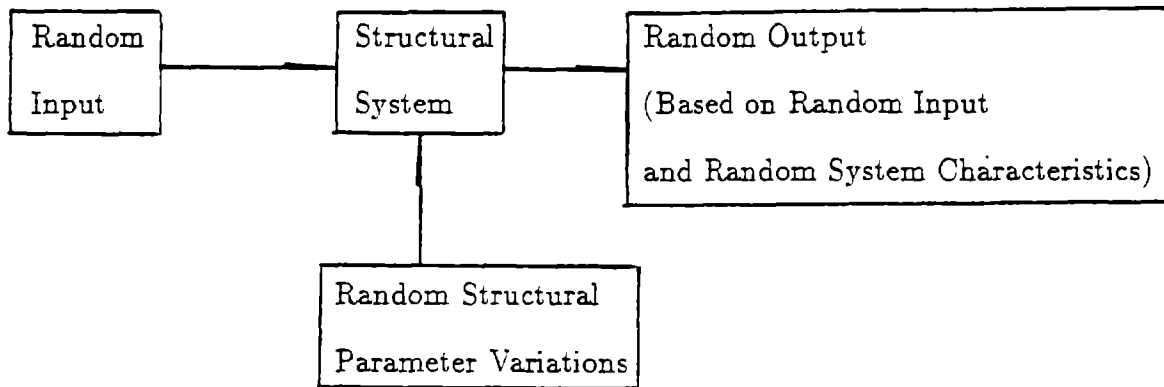 Random
Input
Structural
System
Random Output
(Based on Random Input
and Random System Characteristics)
Random Structural
Parameter Variations